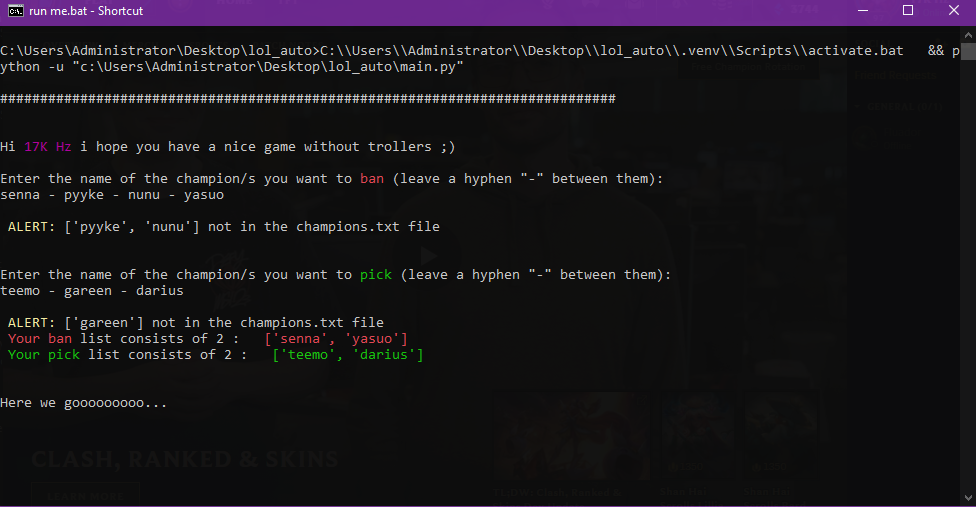 run me.bat - Shortcut
C:\Users\Administrator\Desktop\lol_auto>C:\\Users\\Administrator\\Desktop\\lol_auto\\.venv\\Scripts\\activate.bat   && p
ython -u "c:\Users\Administrator\Desktop\lol_auto\main.py"
#############################################################################
Hi 17K Hz i hope you have a nice game without trollers ;)
Enter the name of the champion/s you want to ban (leave a hyphen "-" between them):
senna - pyyke - nunu - yasuo
ALERT: ['pyyke', 'nunu'] not in the champions.txt file
Enter the name of the champion/s you want to pick (leave a hyphen "-" between them):
teemo - gareen - darius
ALERT: ['gareen'] not in the champions.txt file
Your ban list consists of 2 :   ['senna', 'yasuo']
Your pick list consists of 2 :   ['teemo', 'darius']
Here we gooooooooo...
CLASH, RANKED & SKINS
LEARN MORE